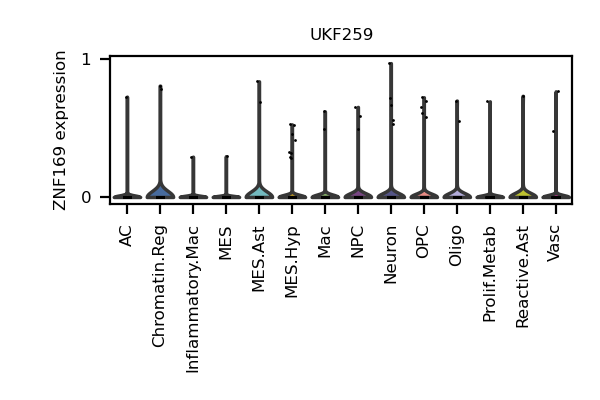 UKF259
ZNF169 expression
1
0
AC
Chromatin.Reg
Inflammatory.Mac
MES
MES.Ast
MES.Hyp
Mac
NPC
Neuron
OPC
Oligo
Prolif.Metab
Reactive.Ast
Vasc